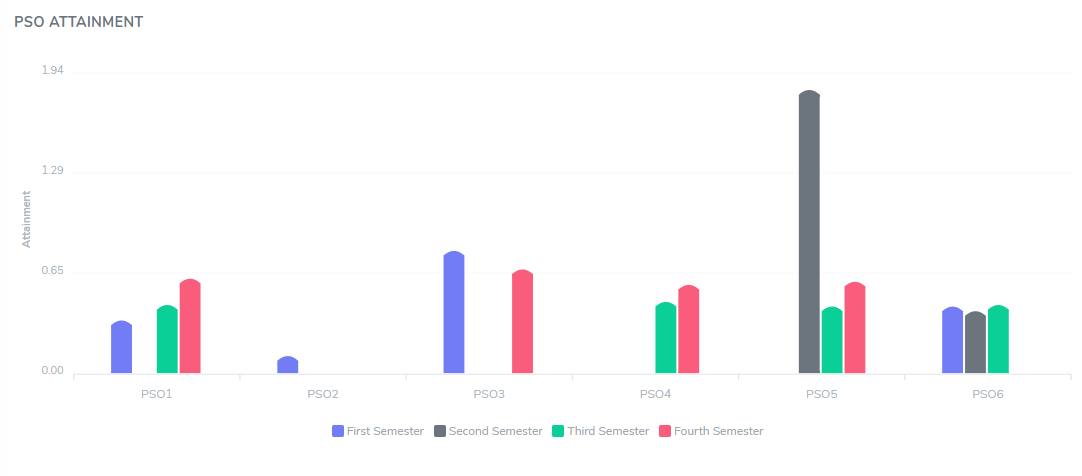 PSO ATTAINMENT
1.94
1.29
0.65
0.00
Attainment
PSO1 PSO2 PSO3 PSO4 PSO5 PSO6
First Semester Second Semester Third Semester Fourth Semester